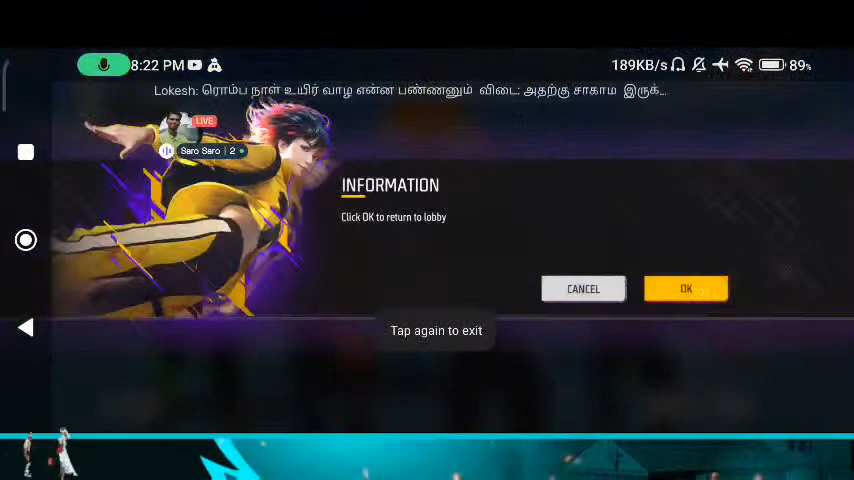 8:22 PM
189KB/s
89%
Lokesh: ரொம்ப நாள் உயிர் வாழ என்ன பண்ணனும் விடை: அதற்கு சாகாம இருக்...
LIVE
Saro Saro | 2
INFORMATION
Click OK to return to lobby
CANCEL
OK
Tap again to exit